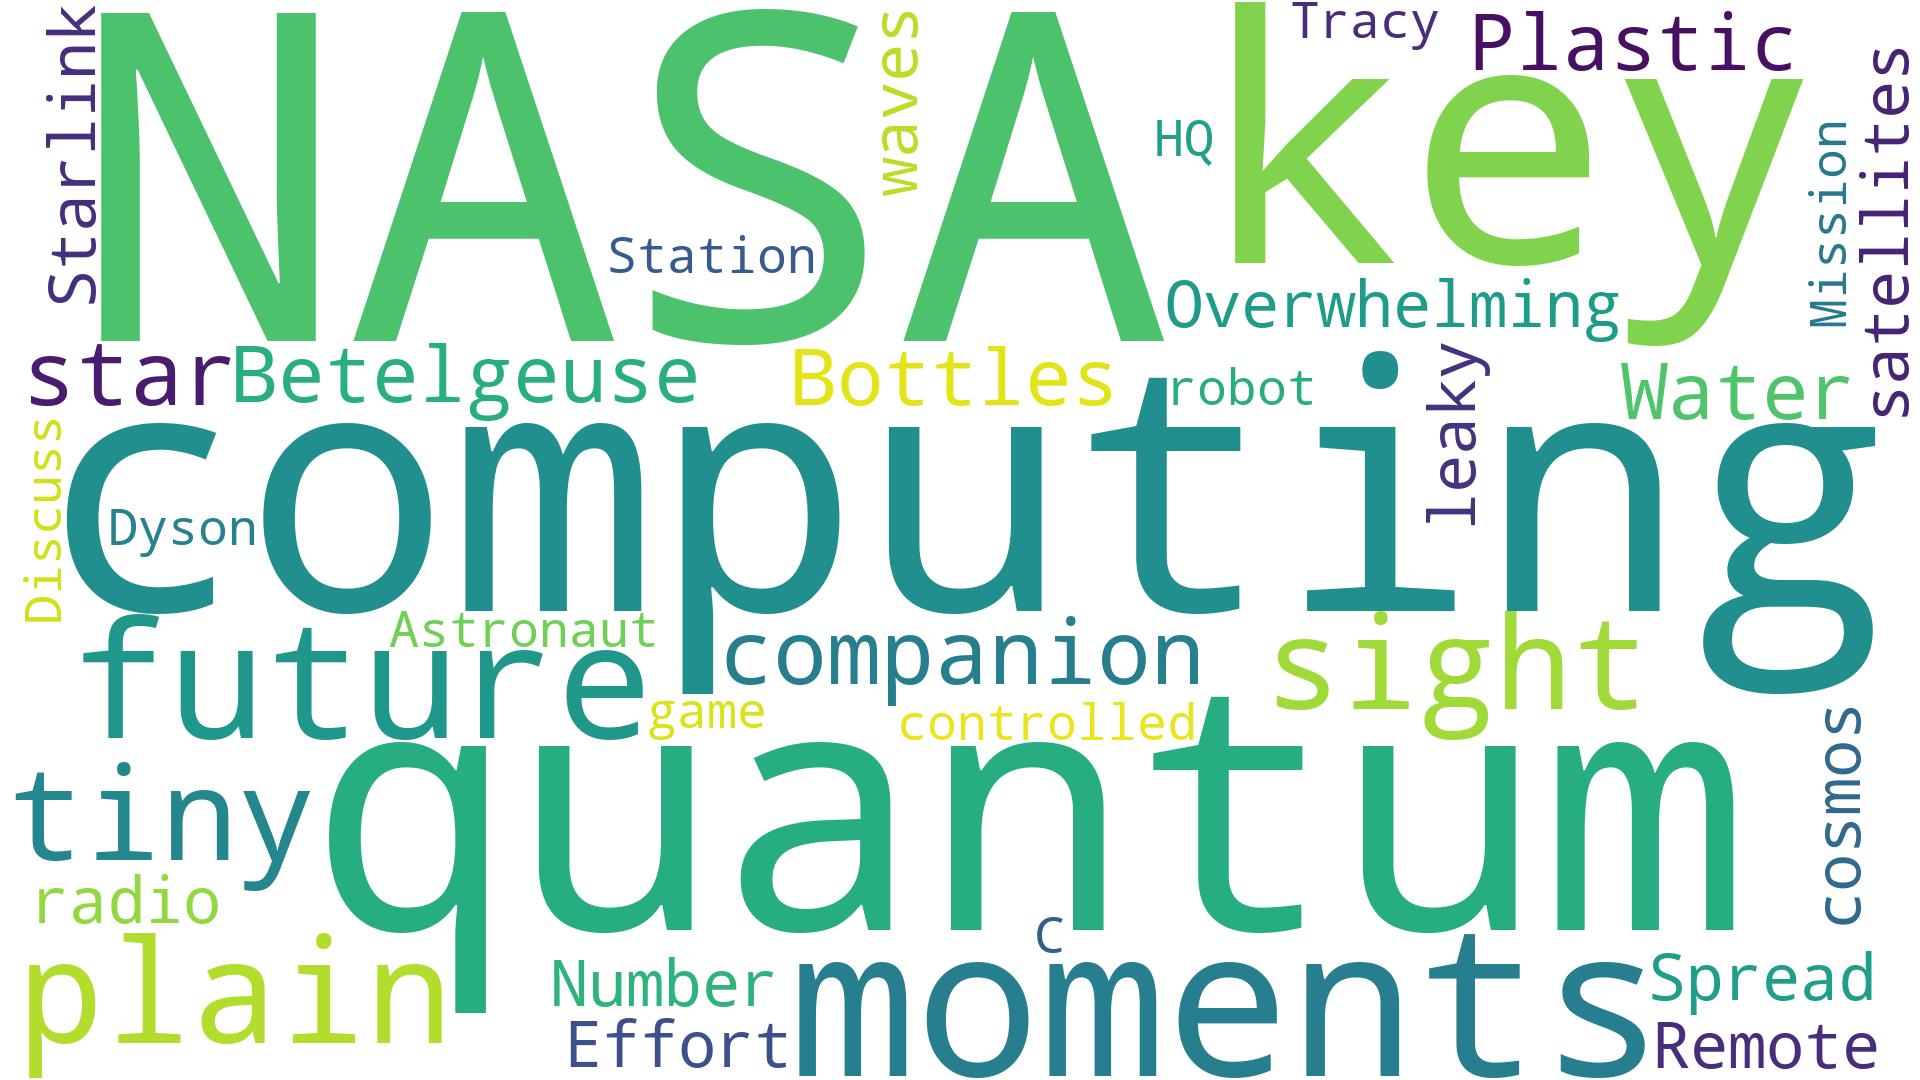 Starlink
NASA
waves
key
Tracy
Plastic
HQ
Station
Mission
satellites
Overwhelming
star
Betelgeuse
Bottles
robot
leaky
Water
Discuss
computing
Dyson
Astronaut
future
companion
sight
game
controlled
cosmos
tiny
quantum
radio
plain
C
Number
moments
Spread
Effort
Remote